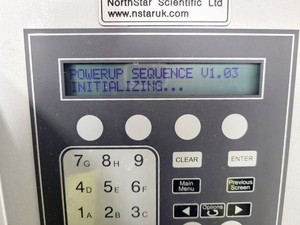 NorthStar Scientific Ltd
www.nstaruk.com
POWERUP SEQUENCE V1.03
INITIALIZING...
7G 8H 9
CLEAR ENTER
4D 5E 6F
Main Menu Previous Screen
1A 2B 3C
Options